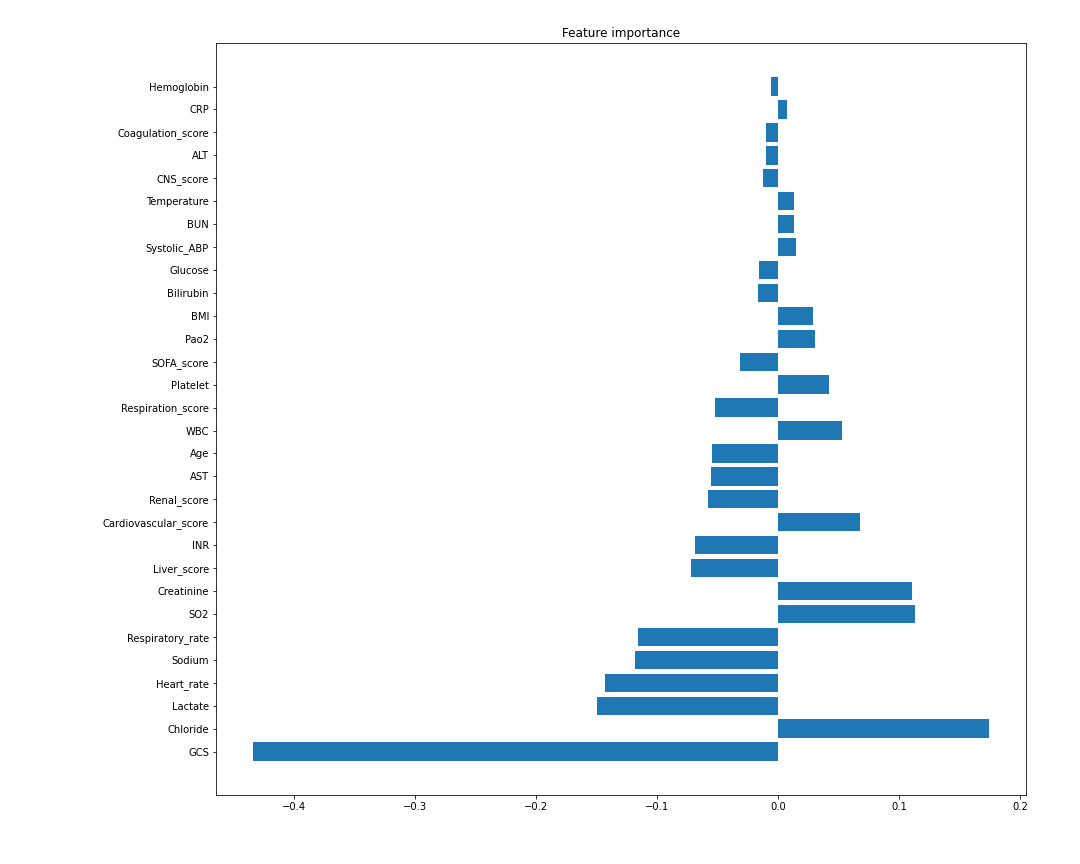 Feature importance
Hemoglobin
CRP
Coagulation_score
ALT
CNS_score
Temperature
BUN
Systolic_ABP
Glucose
Bilirubin
BMI
Pao2
SOFA_score
Platelet
Respiration_score
WBC
Age
AST
Renal_score
Cardiovascular_score
INR
Liver_score
Creatinine
SO2
Respiratory_rate
Sodium
Heart_rate
Lactate
Chloride
GCS
−0.4 −0.3 −0.2 −0.1 0.0 0.1 0.2